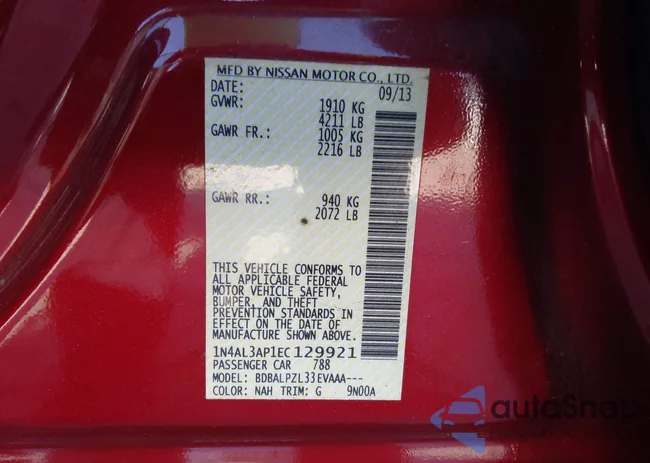 MFD BY NISSAN MOTOR CO., LTD.
DATE: 09/13
GVWR: 1910 KG
4211 LB
GAWR FR.: 1005 KG
2216 LB
GAWR RR.: 940 KG
2072 LB
THIS VEHICLE CONFORMS TO
ALL APPLICABLE FEDERAL
MOTOR VEHICLE SAFETY,
BUMPER, AND THEFT
PREVENTION STANDARDS IN
EFFECT ON THE DATE OF
MANUFACTURE SHOWN ABOVE.
1N4AL3AP1EC129921
PASSENGER CAR 788
MODEL: BDBALPZL33EVAAA---
COLOR: NAH TRIM: G 9N00A
autoSnap